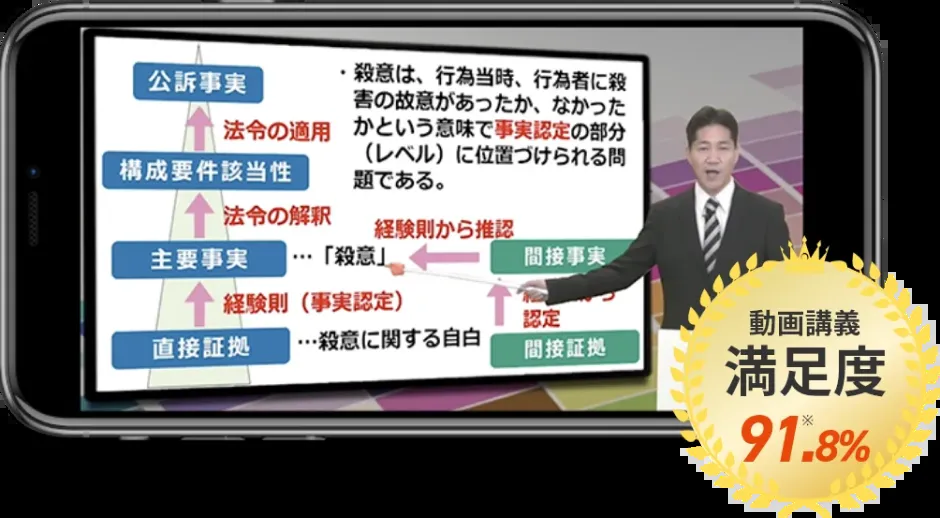 公訴事実
法令の適用
構成要件該当性
法令の解釈
主要事実
…「殺意」
経験則(事実認定)
直接証拠
…殺意に関する自白
・殺意は、行為当時、行為者に殺
害の故意があったか、なかった
かという意味で事実認定の部分
(レベル)に位置づけられる問
題である。
経験則から推認
間接事実
認定
間接証拠
動画講義
満足度
91.8%
※